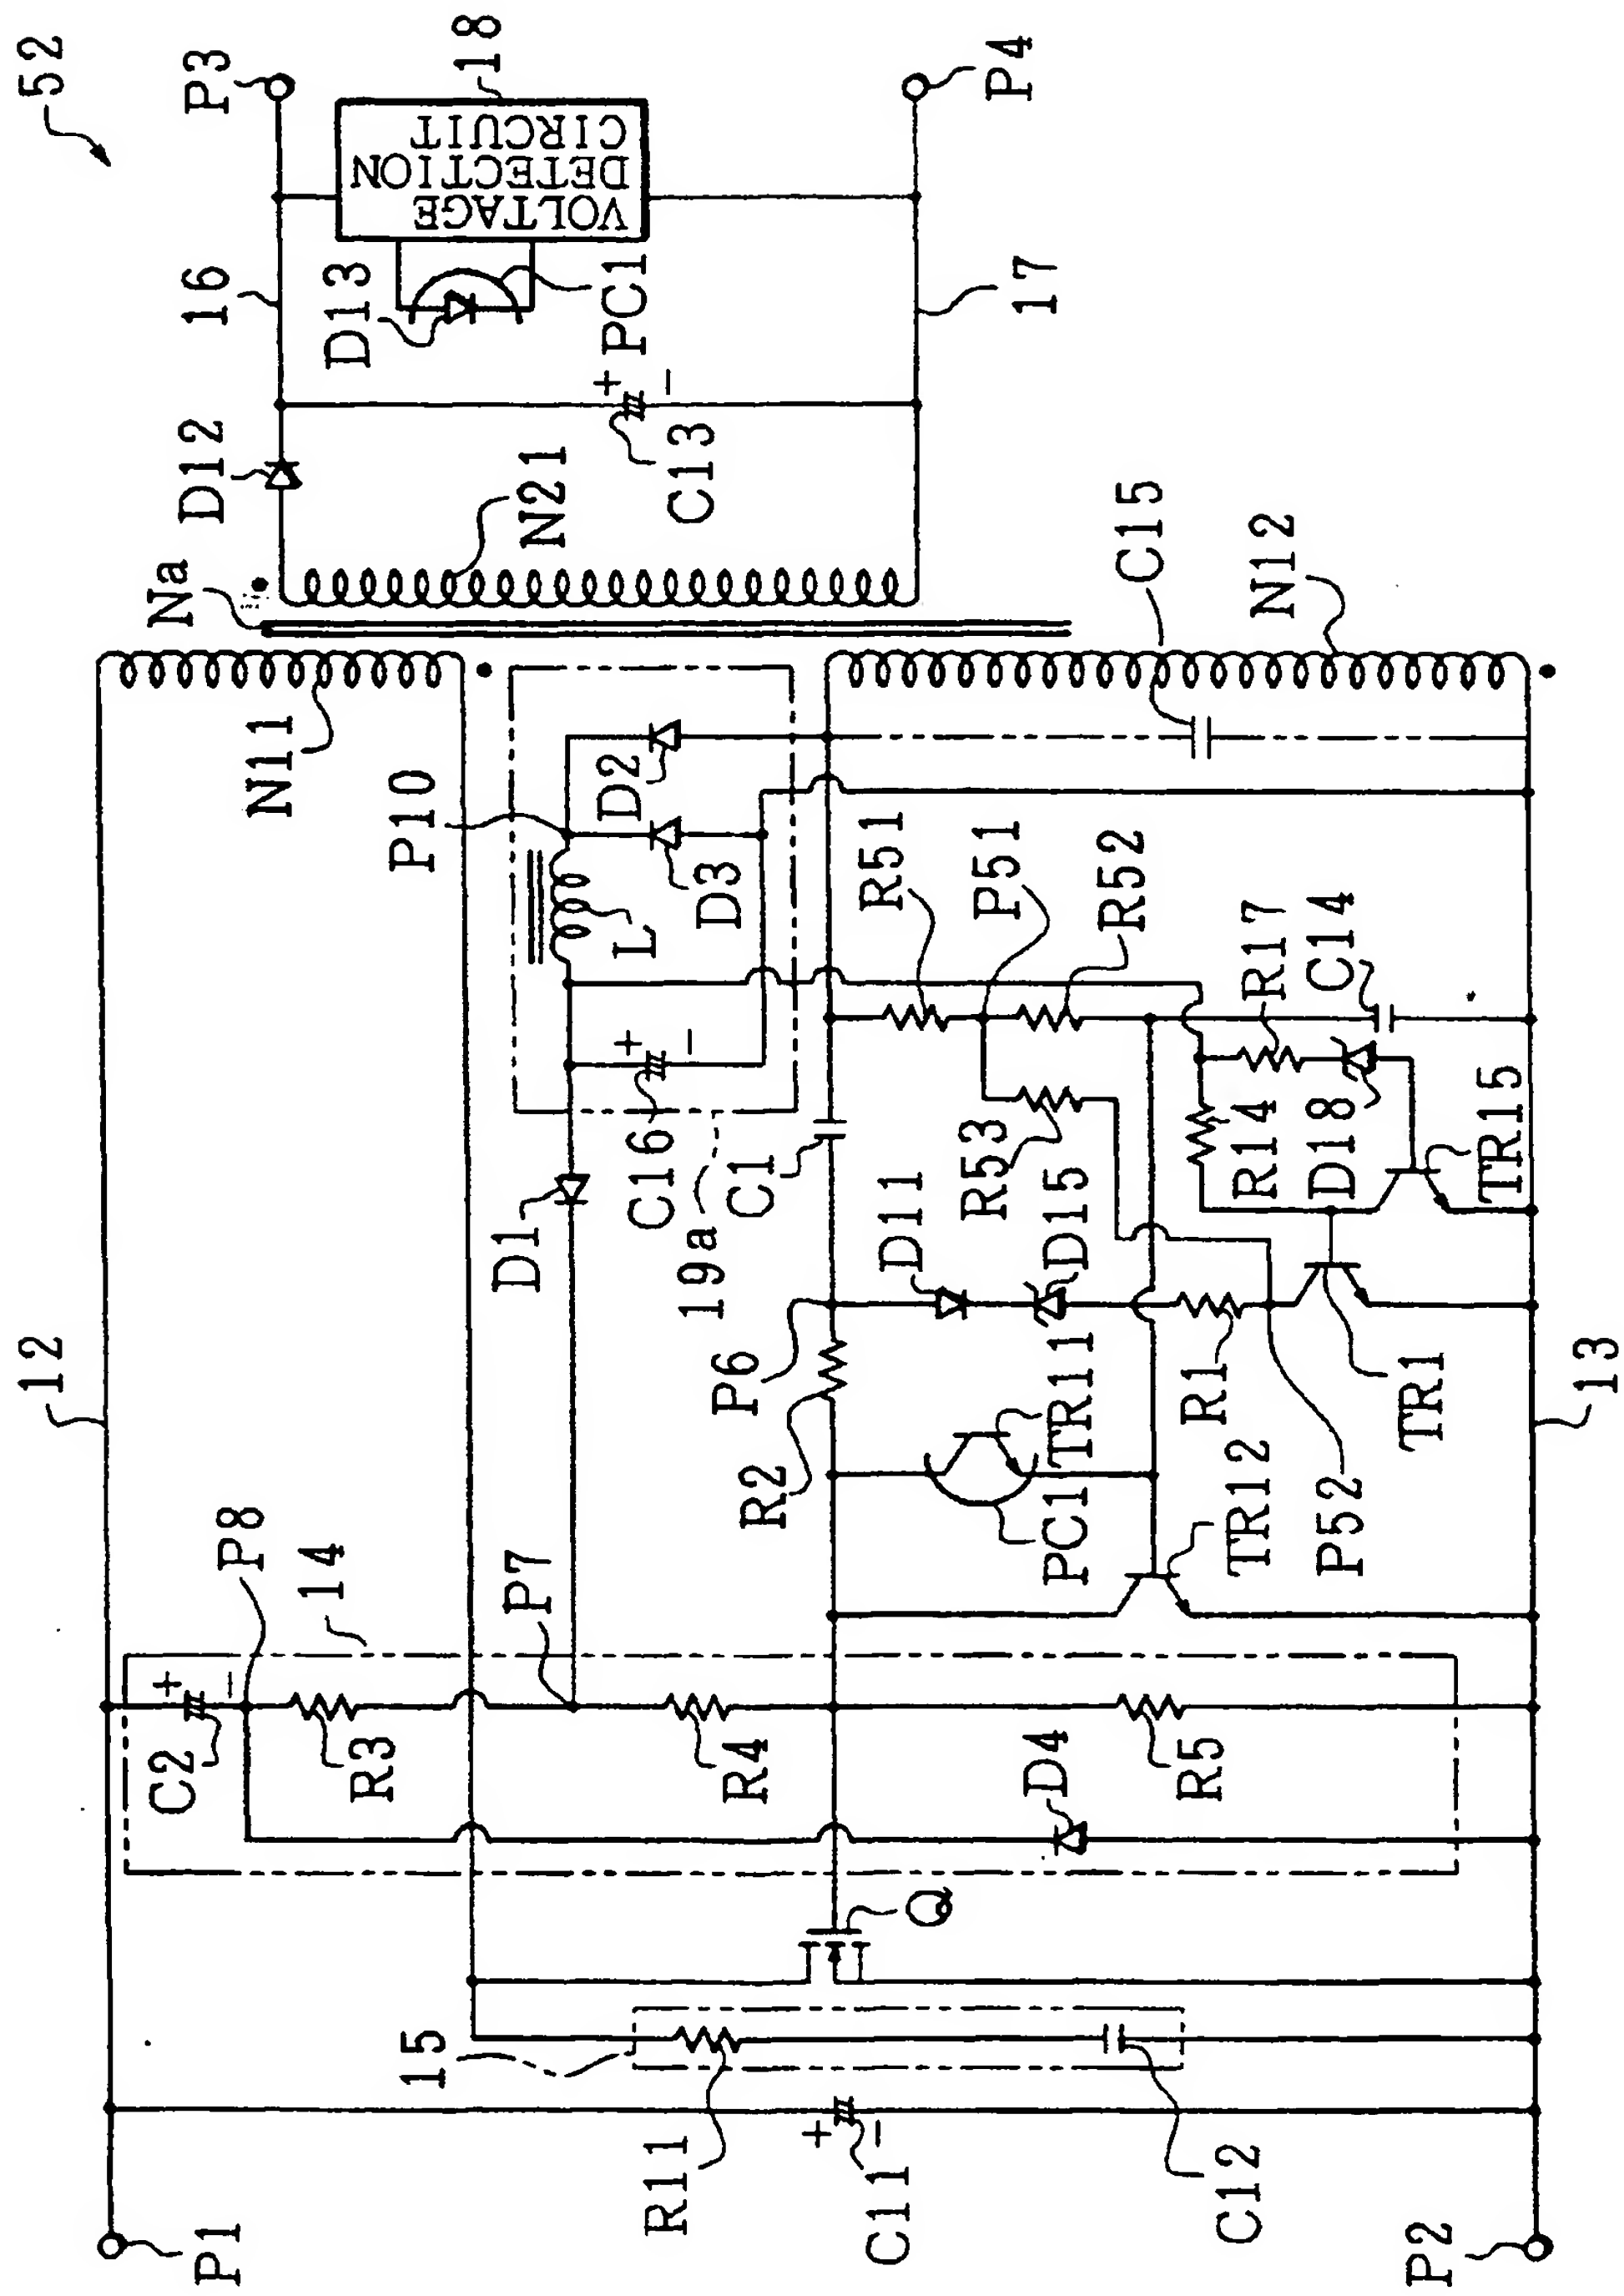 52
12
P8
14
P7
D1
P10
N11
Na
D12
16
P3
D13
PC1
VOLTAGE
DETECTION
CIRCUIT
18
C13
N21
17
P4
C2
R3
R4
D4
R5
R2
P6
C16
19a
C1
L
D3
D2
R51
P51
R52
C15
N12
R53
D11
D15
R17
C14
R14
D18
TR15
TR11
PC1
R1
TR12
P52
TR1
13
Q
15
R11
C11
C12
P1
P2
+
−
+
−
+
−
+
−